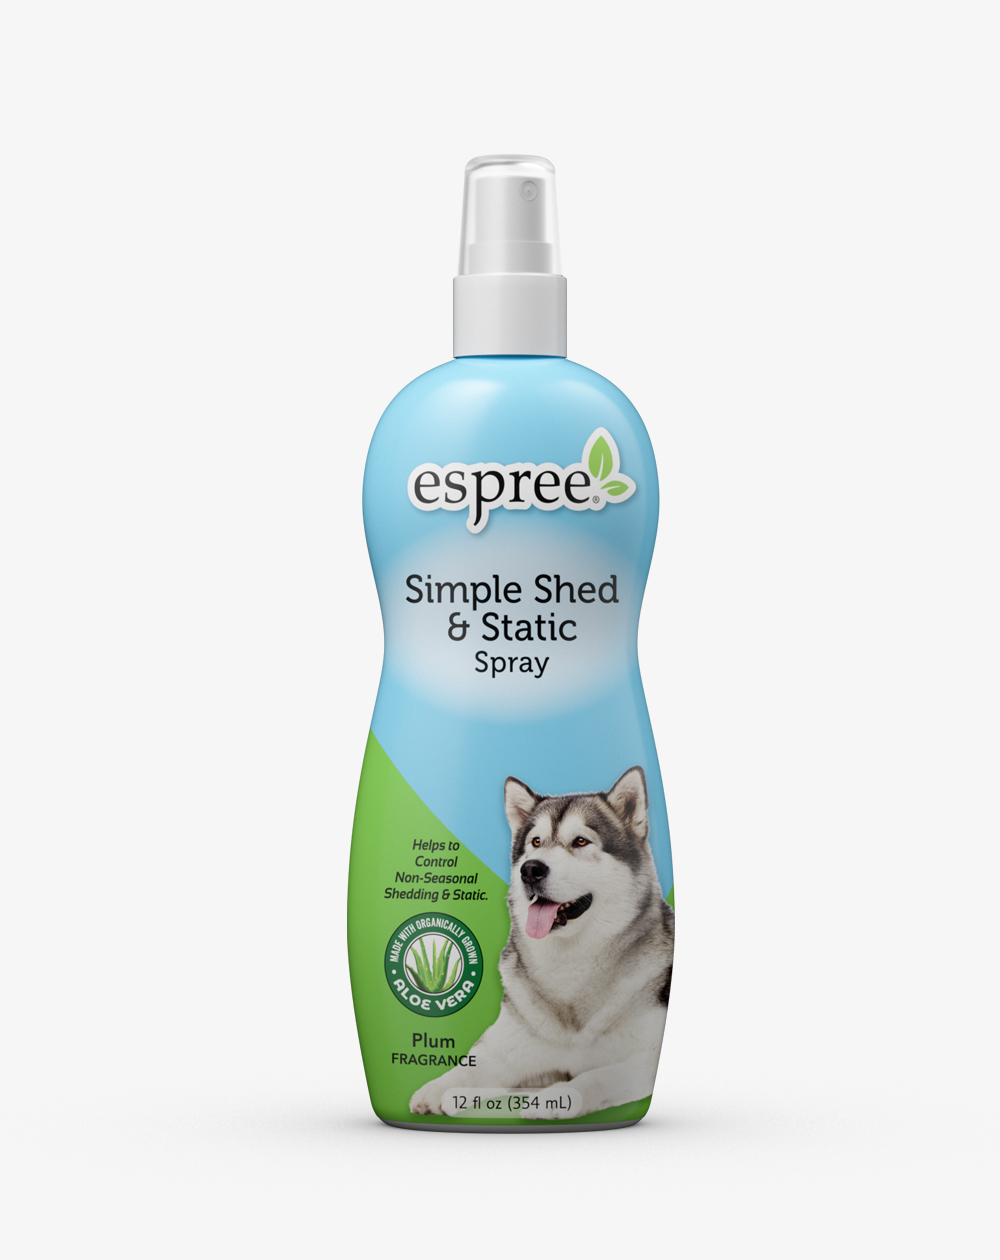 espree®
Simple Shed
& Static
Spray
Helps to
Control
Non-Seasonal
Shedding & Static.
MADE WITH ORGANICALLY GROWN
• ALOE VERA •
Plum
FRAGRANCE
12 fl oz (354 mL)